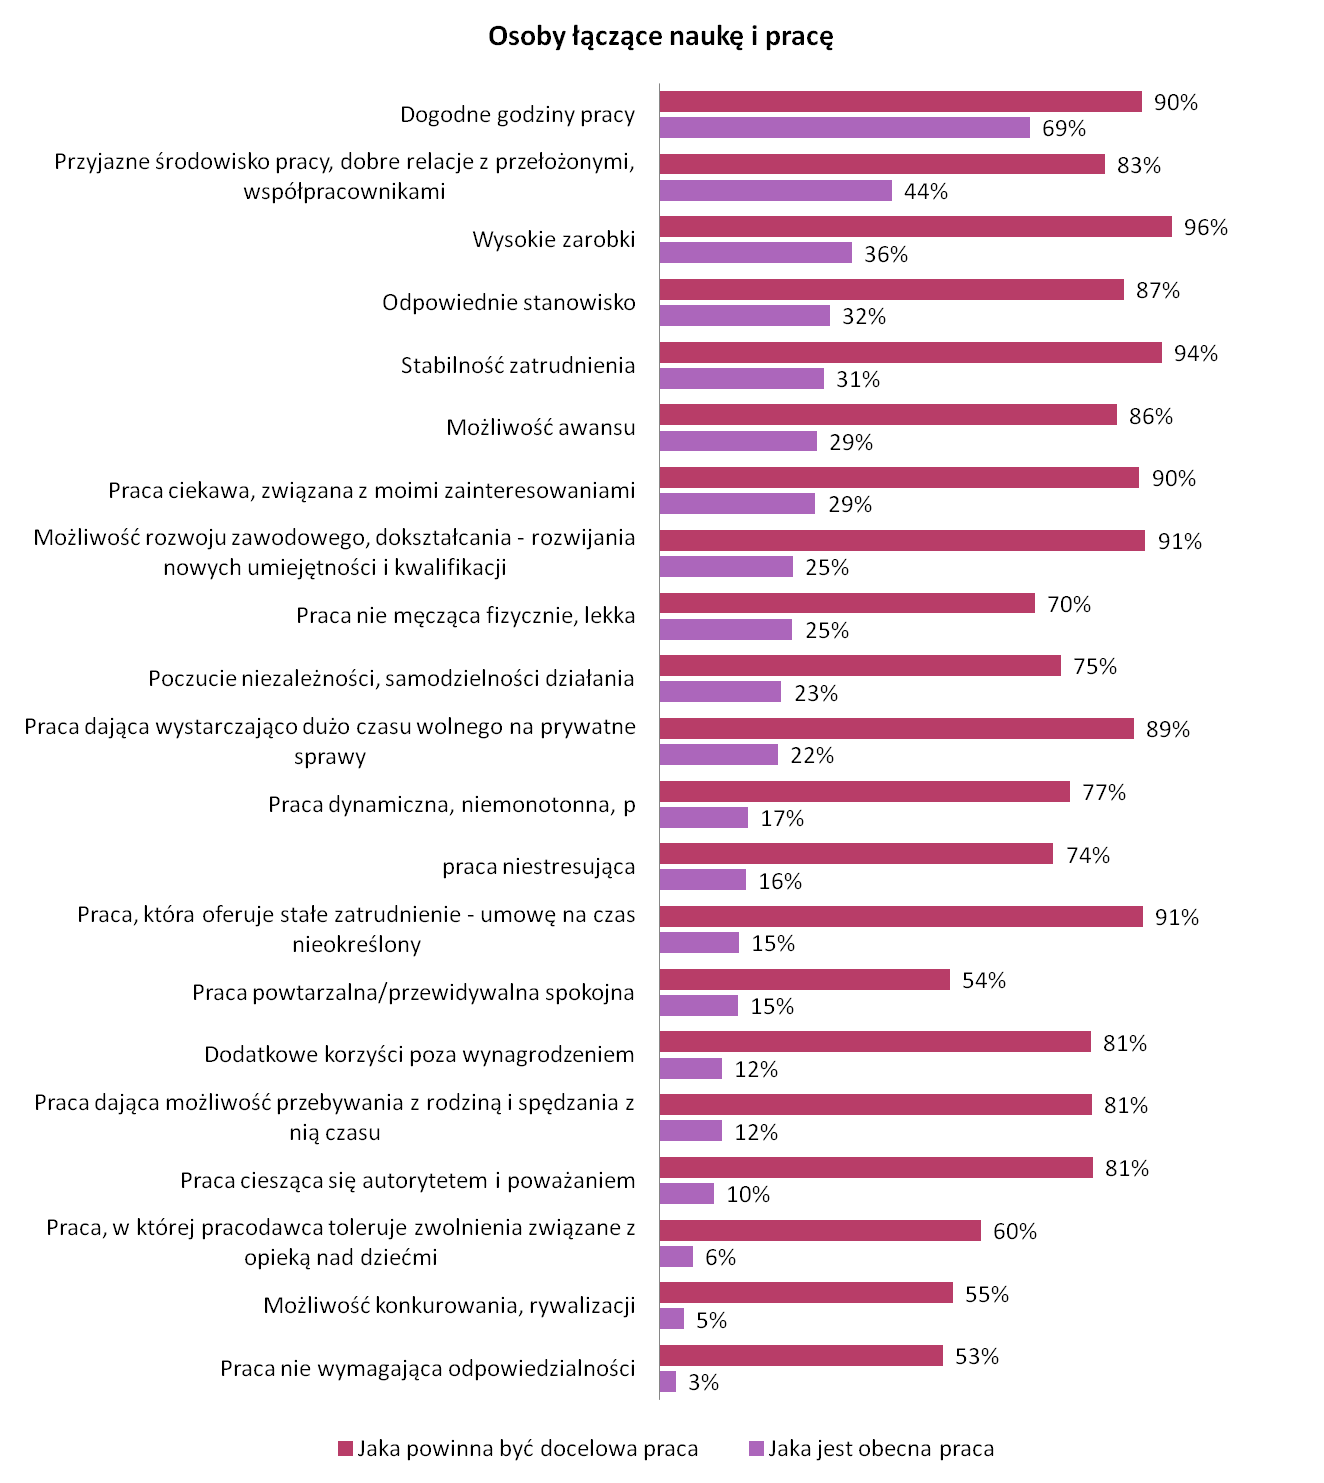 Osoby łączące naukę i pracę
Dogodne godziny pracy
90%
69%
Przyjazne środowisko pracy, dobre relacje z przełożonymi,
współpracownikami
83%
44%
Wysokie zarobki
96%
36%
Odpowiednie stanowisko
87%
32%
Stabilność zatrudnienia
94%
31%
Możliwość awansu
86%
29%
Praca ciekawa, związana z moimi zainteresowaniami
90%
29%
Możliwość rozwoju zawodowego, dokształcania - rozwijania
nowych umiejętności i kwalifikacji
91%
25%
Praca nie męcząca fizycznie, lekka
70%
25%
Poczucie niezależności, samodzielności działania
75%
23%
Praca dająca wystarczająco dużo czasu wolnego na prywatne
sprawy
89%
22%
Praca dynamiczna, niemonotonna, p
77%
17%
praca niestresująca
74%
16%
Praca, która oferuje stałe zatrudnienie - umowę na czas
nieokreślony
91%
15%
Praca powtarzalna/przewidywalna spokojna
54%
15%
Dodatkowe korzyści poza wynagrodzeniem
81%
12%
Praca dająca możliwość przebywania z rodziną i spędzania z
nią czasu
81%
12%
Praca ciesząca się autorytetem i poważaniem
81%
10%
Praca, w której pracodawca toleruje zwolnienia związane z
opieką nad dziećmi
60%
6%
Możliwość konkurowania, rywalizacji
55%
5%
Praca nie wymagająca odpowiedzialności
53%
3%
Jaka powinna być docelowa praca
Jaka jest obecna praca